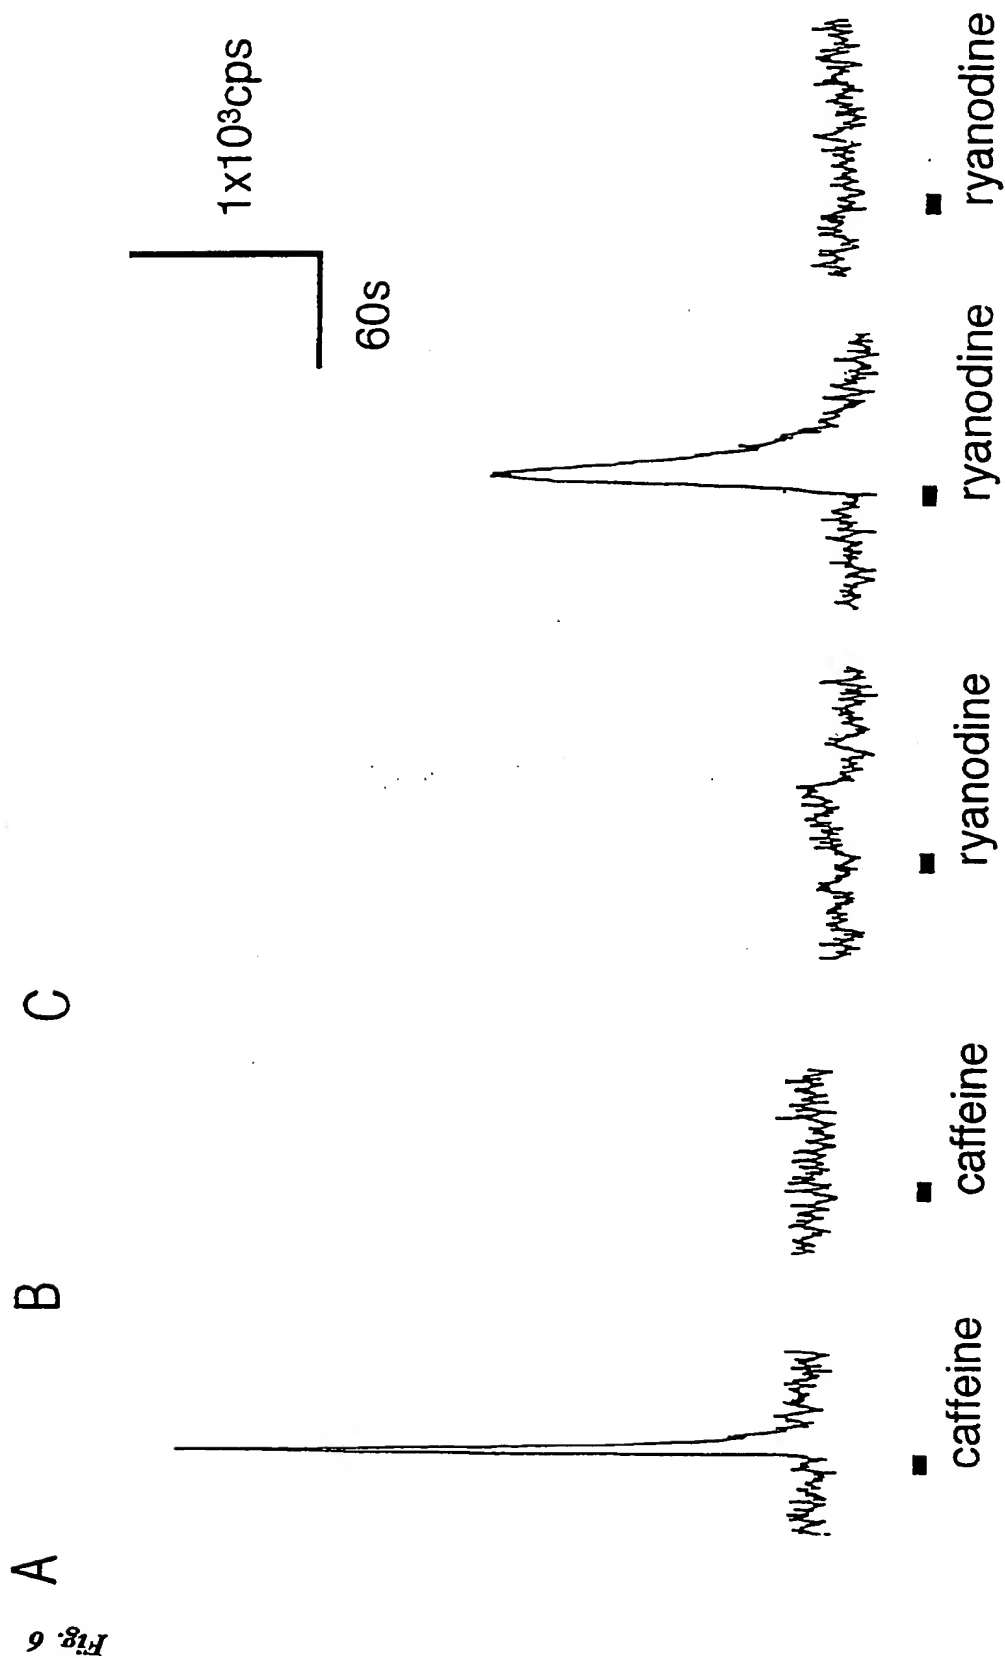 Fig. 6
A
B
C
1x10³cps
60s
caffeine
caffeine
ryanodine
ryanodine
ryanodine